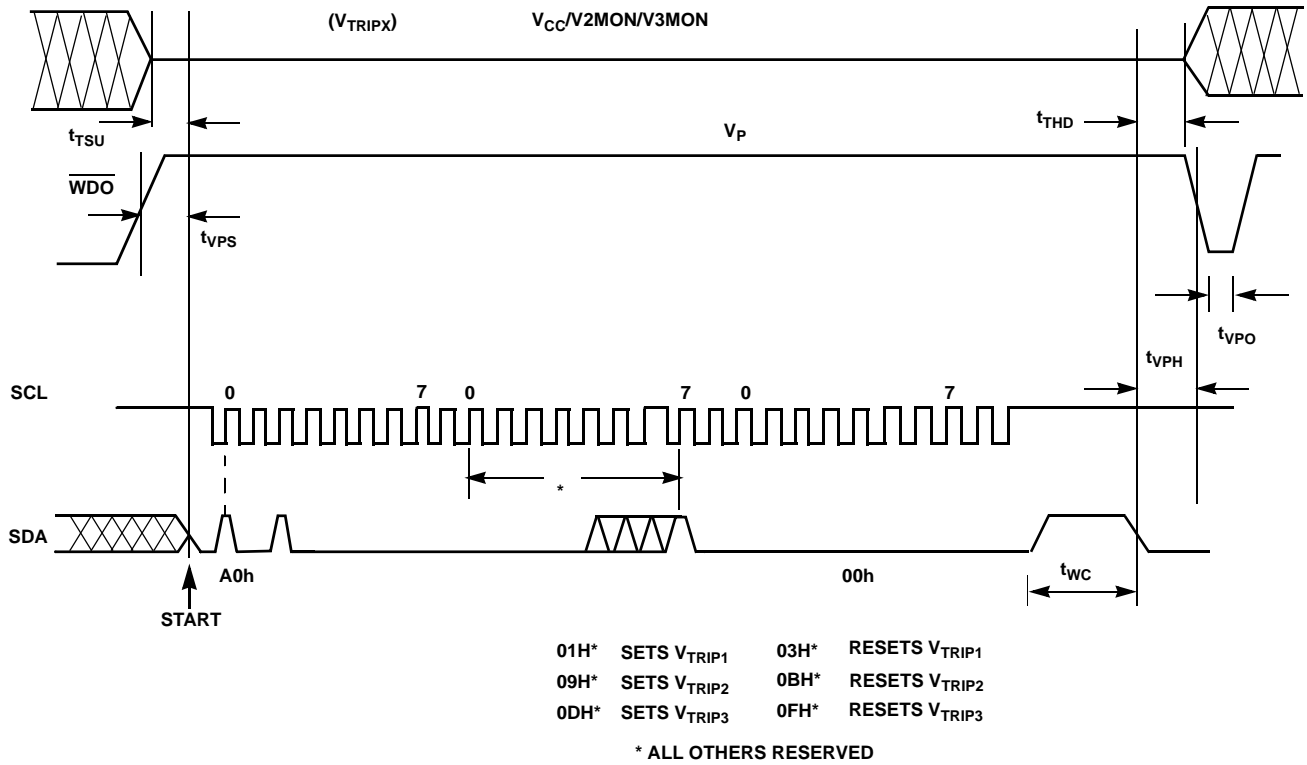 (VTRIPX) VCC/V2MON/V3MON
tTSU
tTHD
VP
WDO
tVPS
tVPO
tVPH
SCL
0 7 0 7 0 7
*
SDA
A0h 00h tWC
START
01H* SETS VTRIP1 03H* RESETS VTRIP1
09H* SETS VTRIP2 0BH* RESETS VTRIP2
0DH* SETS VTRIP3 0FH* RESETS VTRIP3
* ALL OTHERS RESERVED